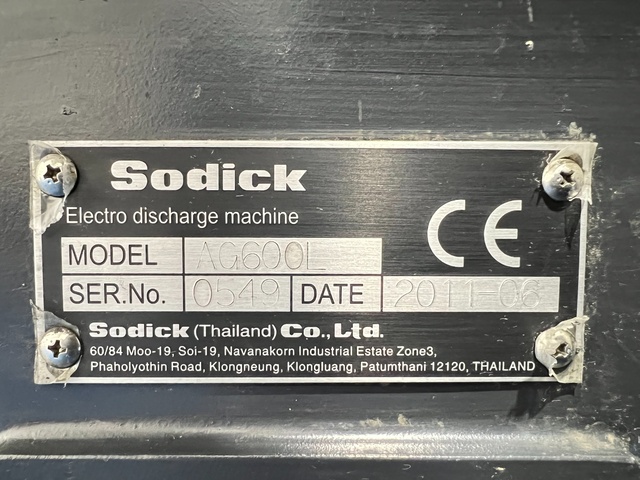 Sodick
Electro discharge machine
CE
MODEL AG600L
SER.No. 0549 DATE 2011-06
Sodick (Thailand) Co., Ltd.
60/84 Moo-19, Soi-19, Navanakorn Industrial Estate Zone3,
Phaholyothin Road, Klongneung, Klongluang, Patumthani 12120, THAILAND